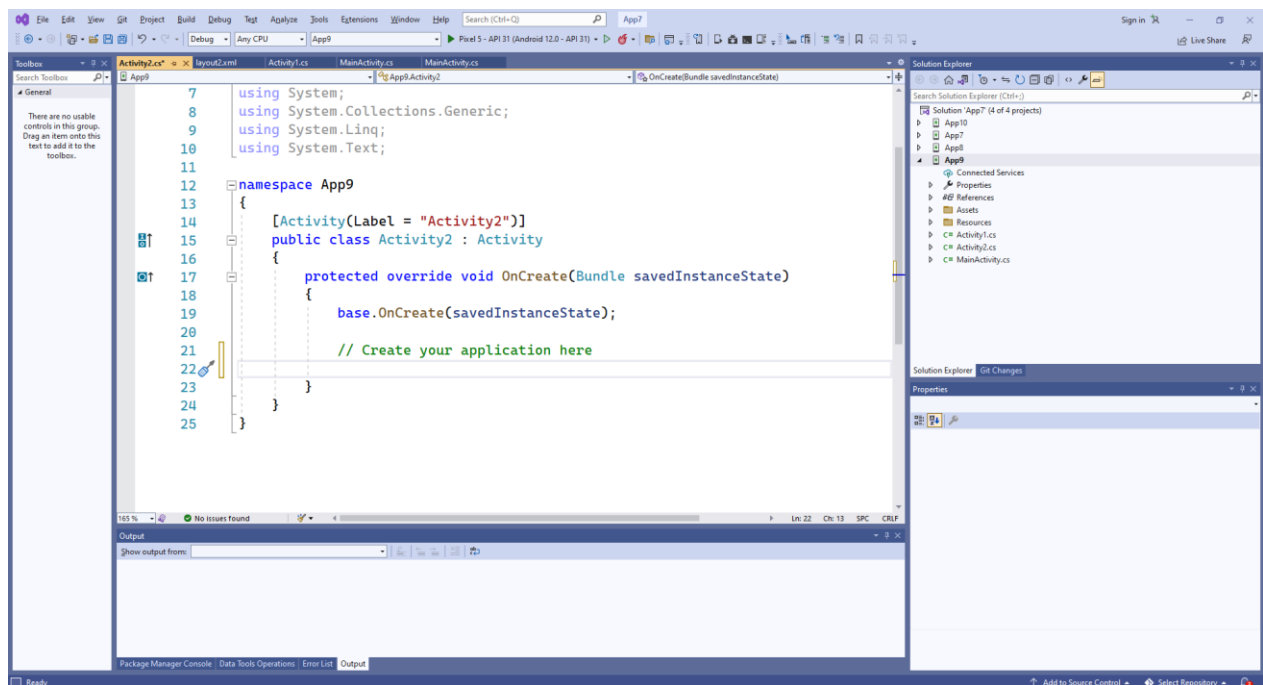 File Edit View Git Project Build Debug Test Analyze Tools Extensions Window Help Search (Ctrl+Q) App7 Sign in
Debug Any CPU App9 Pixel 5 - API 31 (Android 12.0 - API 31) Live Share
Toolbox
Search Toolbox
General
There are no usable
controls in this group.
Drag an item onto this
text to add it to the
toolbox.
Activity2.cs* layout2.xml Activity1.cs MainActivity.cs MainActivity.cs
App9 App9.Activity2 OnCreate(Bundle savedInstanceState)
7 using System;
8 using System.Collections.Generic;
9 using System.Linq;
10 using System.Text;
11
12 namespace App9
13 {
14 [Activity(Label = "Activity2")]
15 public class Activity2 : Activity
16 {
17 protected override void OnCreate(Bundle savedInstanceState)
18 {
19 base.OnCreate(savedInstanceState);
20
21 // Create your application here
22
23 }
24 }
25 }
165 % No issues found Ln: 22 Ch: 13 SPC CRLF
Output
Show output from:
Package Manager Console Data Tools Operations Error List Output
Solution Explorer
Search Solution Explorer (Ctrl+;)
Solution 'App7' (4 of 4 projects)
App10
App7
App8
App9
Connected Services
Properties
References
Assets
Resources
C# Activity1.cs
C# Activity2.cs
C# MainActivity.cs
Solution Explorer Git Changes
Properties
Ready Add to Source Control Select Repository